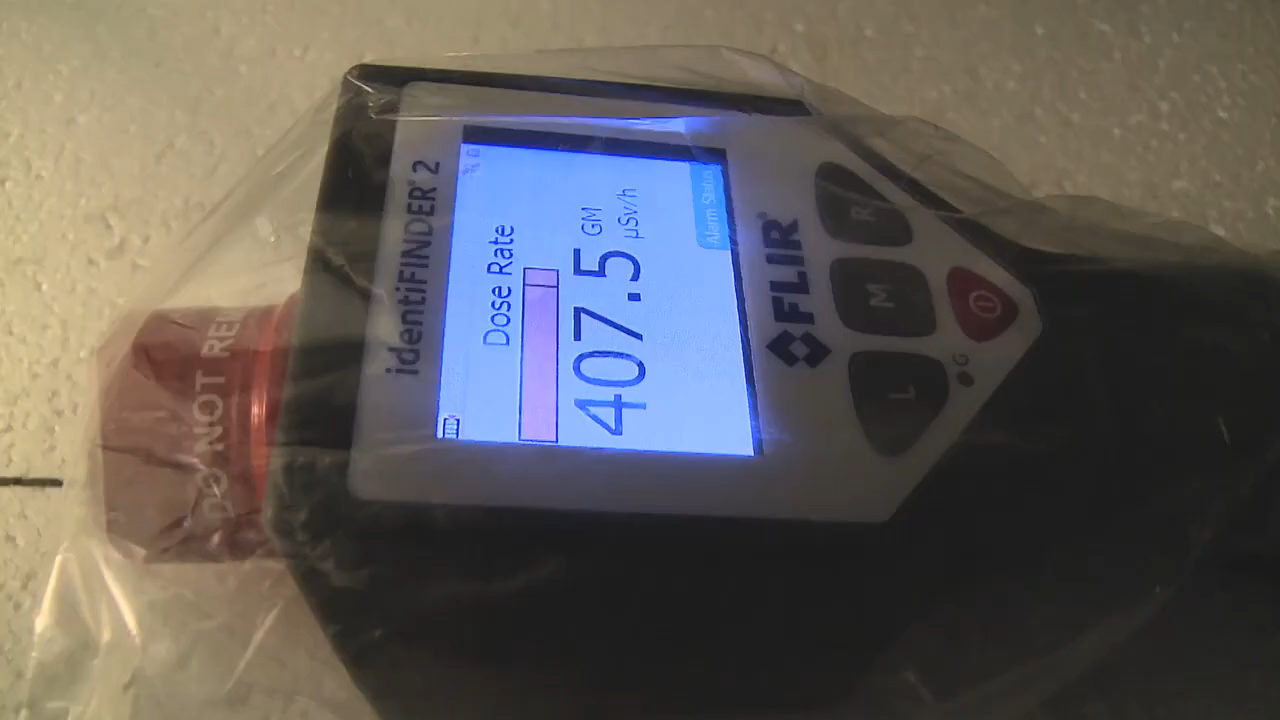 DO NOT RE
identiFINDER® 2
Dose Rate
407.5
GM
µSv/h
Alarm Status
FLIR®
R
M
L
G